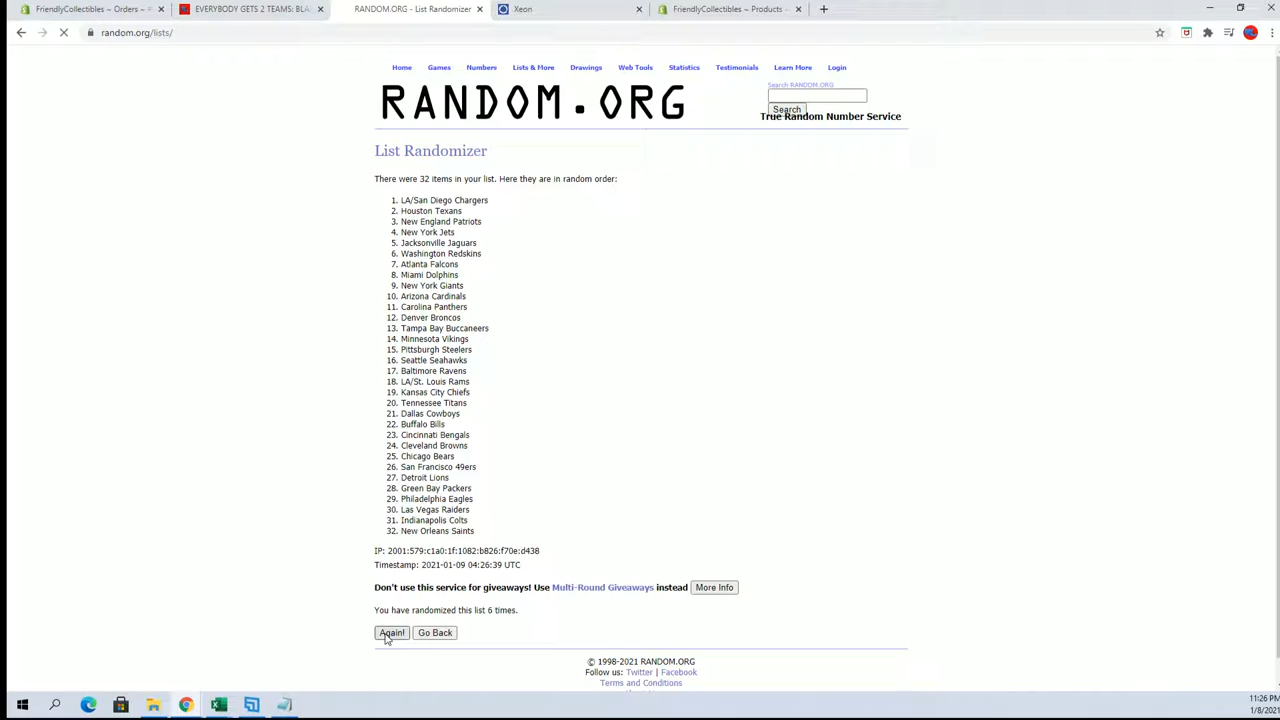 FriendlyCollectibles ~ Orders ~
EVERYBODY GETS 2 TEAMS: BLA
RANDOM.ORG - List Randomizer
Xeon
FriendlyCollectibles ~ Products ~
random.org/lists/
Home Games Numbers Lists & More Drawings Web Tools Statistics Testimonials Learn More Login
Search RANDOM.ORG
RANDOM.ORG
Search
True Random Number Service
List Randomizer
There were 32 items in your list. Here they are in random order:
1. LA/San Diego Chargers
2. Houston Texans
3. New England Patriots
4. New York Jets
5. Jacksonville Jaguars
6. Washington Redskins
7. Atlanta Falcons
8. Miami Dolphins
9. New York Giants
10. Arizona Cardinals
11. Carolina Panthers
12. Denver Broncos
13. Tampa Bay Buccaneers
14. Minnesota Vikings
15. Pittsburgh Steelers
16. Seattle Seahawks
17. Baltimore Ravens
18. LA/St. Louis Rams
19. Kansas City Chiefs
20. Tennessee Titans
21. Dallas Cowboys
22. Buffalo Bills
23. Cincinnati Bengals
24. Cleveland Browns
25. Chicago Bears
26. San Francisco 49ers
27. Detroit Lions
28. Green Bay Packers
29. Philadelphia Eagles
30. Las Vegas Raiders
31. Indianapolis Colts
32. New Orleans Saints
IP: 2001:579:c1a0:1f:1082:b826:f70e:d438
Timestamp: 2021-01-09 04:26:39 UTC
Don't use this service for giveaways! Use Multi-Round Giveaways instead More Info
You have randomized this list 6 times.
Again! Go Back
© 1998-2021 RANDOM.ORG
Follow us: Twitter | Facebook
Terms and Conditions
11:26 PM
1/8/2021